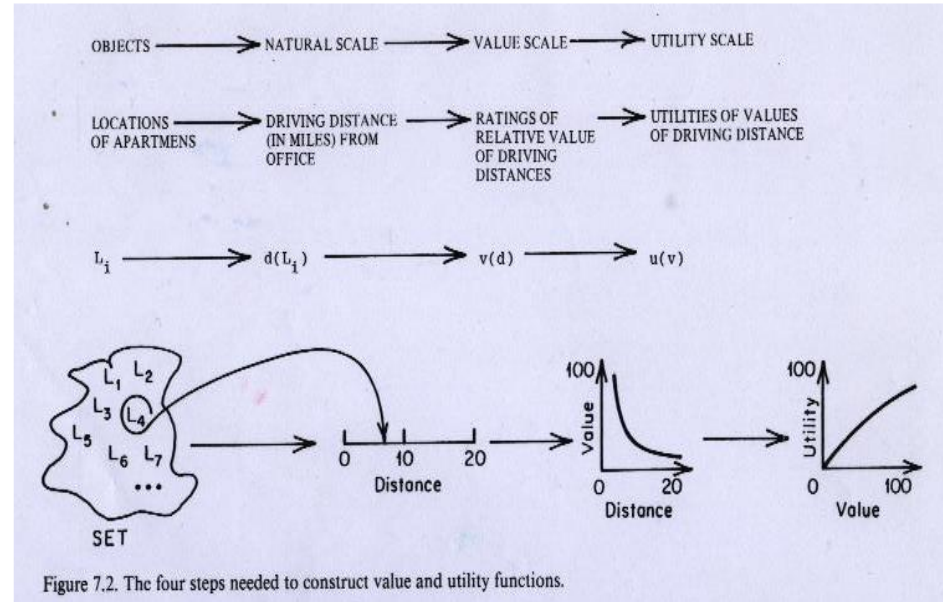 OBJECTS NATURAL SCALE VALUE SCALE UTILITY SCALE
LOCATIONS
OF APARTMENS
DRIVING DISTANCE
(IN MILES) FROM
OFFICE
RATINGS OF
RELATIVE VALUE
OF DRIVING
DISTANCES
UTILITIES OF VALUES
OF DRIVING DISTANCE
Li d(Li) v(d) u(v)
L1 L2
L3 L4
L5
L6 L7
...
SET
0 10 20
Distance
100
Value
0 20
Distance
100
Utility
0 100
Value
Figure 7.2. The four steps needed to construct value and utility functions.